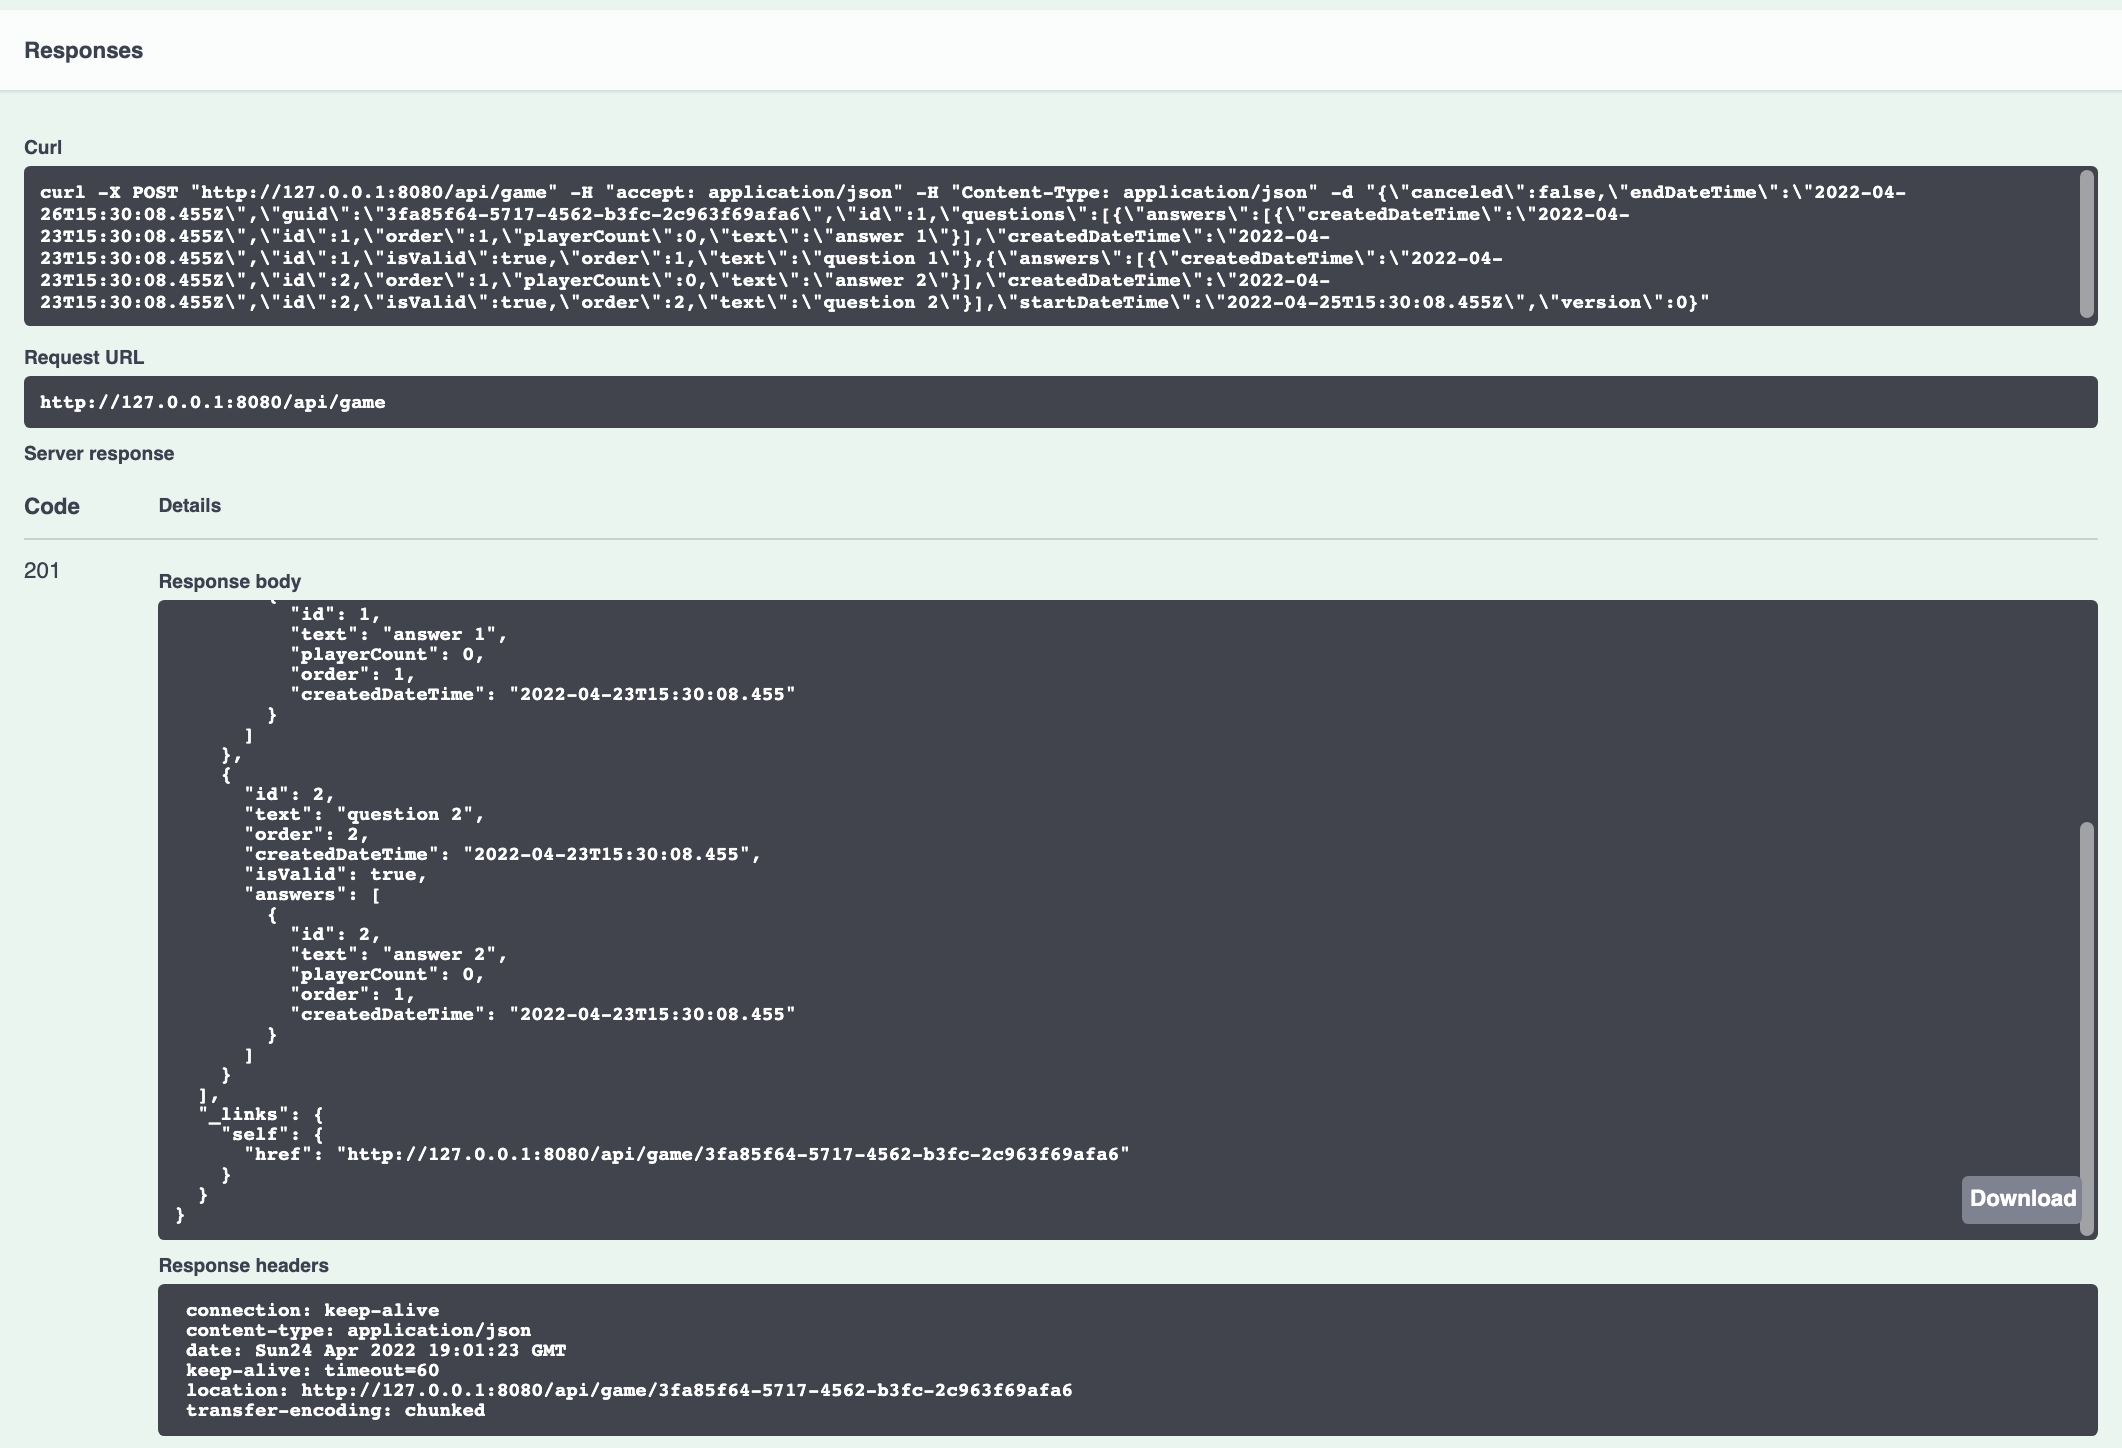 Responses
Curl
curl -X POST "http://127.0.0.1:8080/api/game" -H "accept: application/json" -H "Content-Type: application/json" -d "{\"canceled\":false,\"endDateTime\":\"2022-04-
26T15:30:08.455Z\",\"guid\":\"3fa85f64-5717-4562-b3fc-2c963f69afa6\",\"id\":1,\"questions\":[{\"answers\":[{\"createdDateTime\":\"2022-04-
23T15:30:08.455Z\",\"id\":1,\"order\":1,\"playerCount\":0,\"text\":\"answer 1\"}],\"createdDateTime\":\"2022-04-
23T15:30:08.455Z\",\"id\":1,\"isValid\":true,\"order\":1,\"text\":\"question 1\"},{\"answers\":[{\"createdDateTime\":\"2022-04-
23T15:30:08.455Z\",\"id\":2,\"order\":1,\"playerCount\":0,\"text\":\"answer 2\"}],\"createdDateTime\":\"2022-04-
23T15:30:08.455Z\",\"id\":2,\"isValid\":true,\"order\":2,\"text\":\"question 2\"}],\"startDateTime\":\"2022-04-25T15:30:08.455Z\",\"version\":0}"
Request URL
http://127.0.0.1:8080/api/game
Server response
Code Details
201
Response body
"id": 1,
"text": "answer 1",
"playerCount": 0,
"order": 1,
"createdDateTime": "2022-04-23T15:30:08.455"
}
]
},
{
"id": 2,
"text": "question 2",
"order": 2,
"createdDateTime": "2022-04-23T15:30:08.455",
"isValid": true,
"answers": [
{
"id": 2,
"text": "answer 2",
"playerCount": 0,
"order": 1,
"createdDateTime": "2022-04-23T15:30:08.455"
}
]
}
],
"_links": {
"self": {
"href": "http://127.0.0.1:8080/api/game/3fa85f64-5717-4562-b3fc-2c963f69afa6"
}
}
}
Download
Response headers
connection: keep-alive
content-type: application/json
date: Sun24 Apr 2022 19:01:23 GMT
keep-alive: timeout=60
location: http://127.0.0.1:8080/api/game/3fa85f64-5717-4562-b3fc-2c963f69afa6
transfer-encoding: chunked